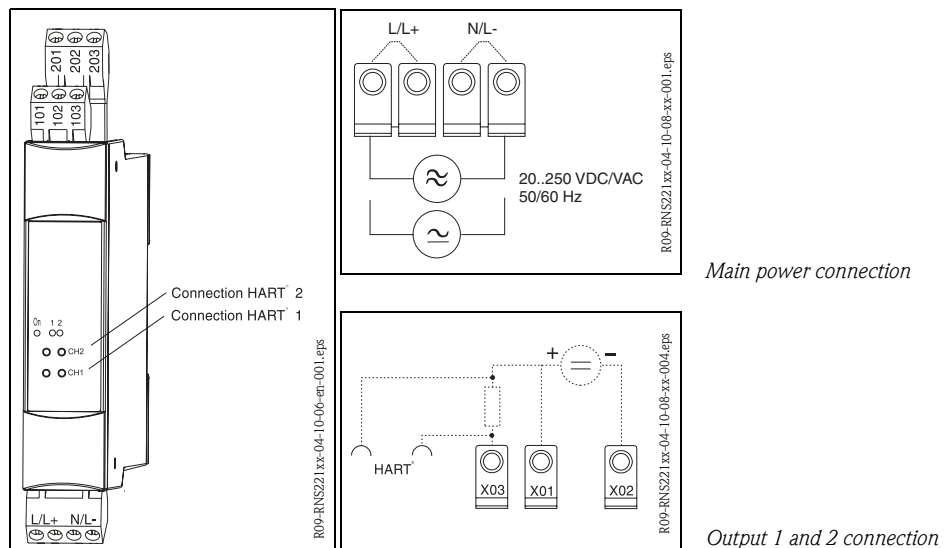 201 202 203
101 102 103
Connection HART® 2
Connection HART® 1
On 1 2
CH2
CH1
L/L+ N/L-
R09-RNS221xx-04-10-06-en-001.eps
L/L+ N/L-
20..250 VDC/VAC
50/60 Hz
R09-RNS221xx-04-10-08-xx-001.eps
Main power connection
+ −
HART®
X03 X01 X02
R09-RNS221xx-04-10-08-xx-004.eps
Output 1 and 2 connection